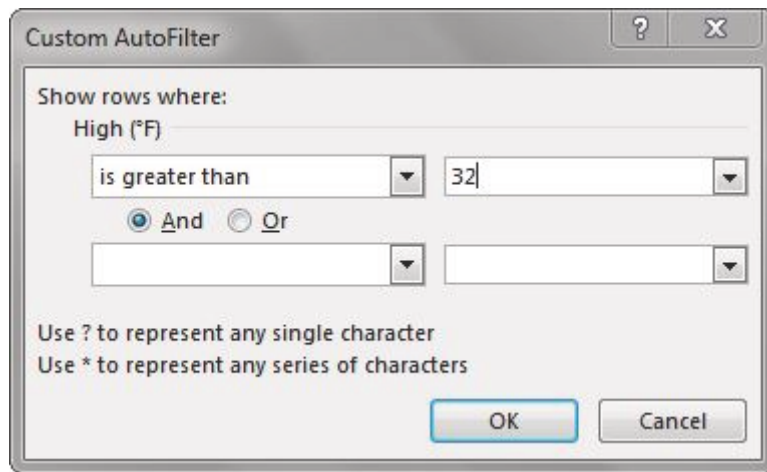 Custom AutoFilter
?
Show rows where:
High (°F)
is greater than 32
And Or
Use ? to represent any single character
Use * to represent any series of characters
OK Cancel